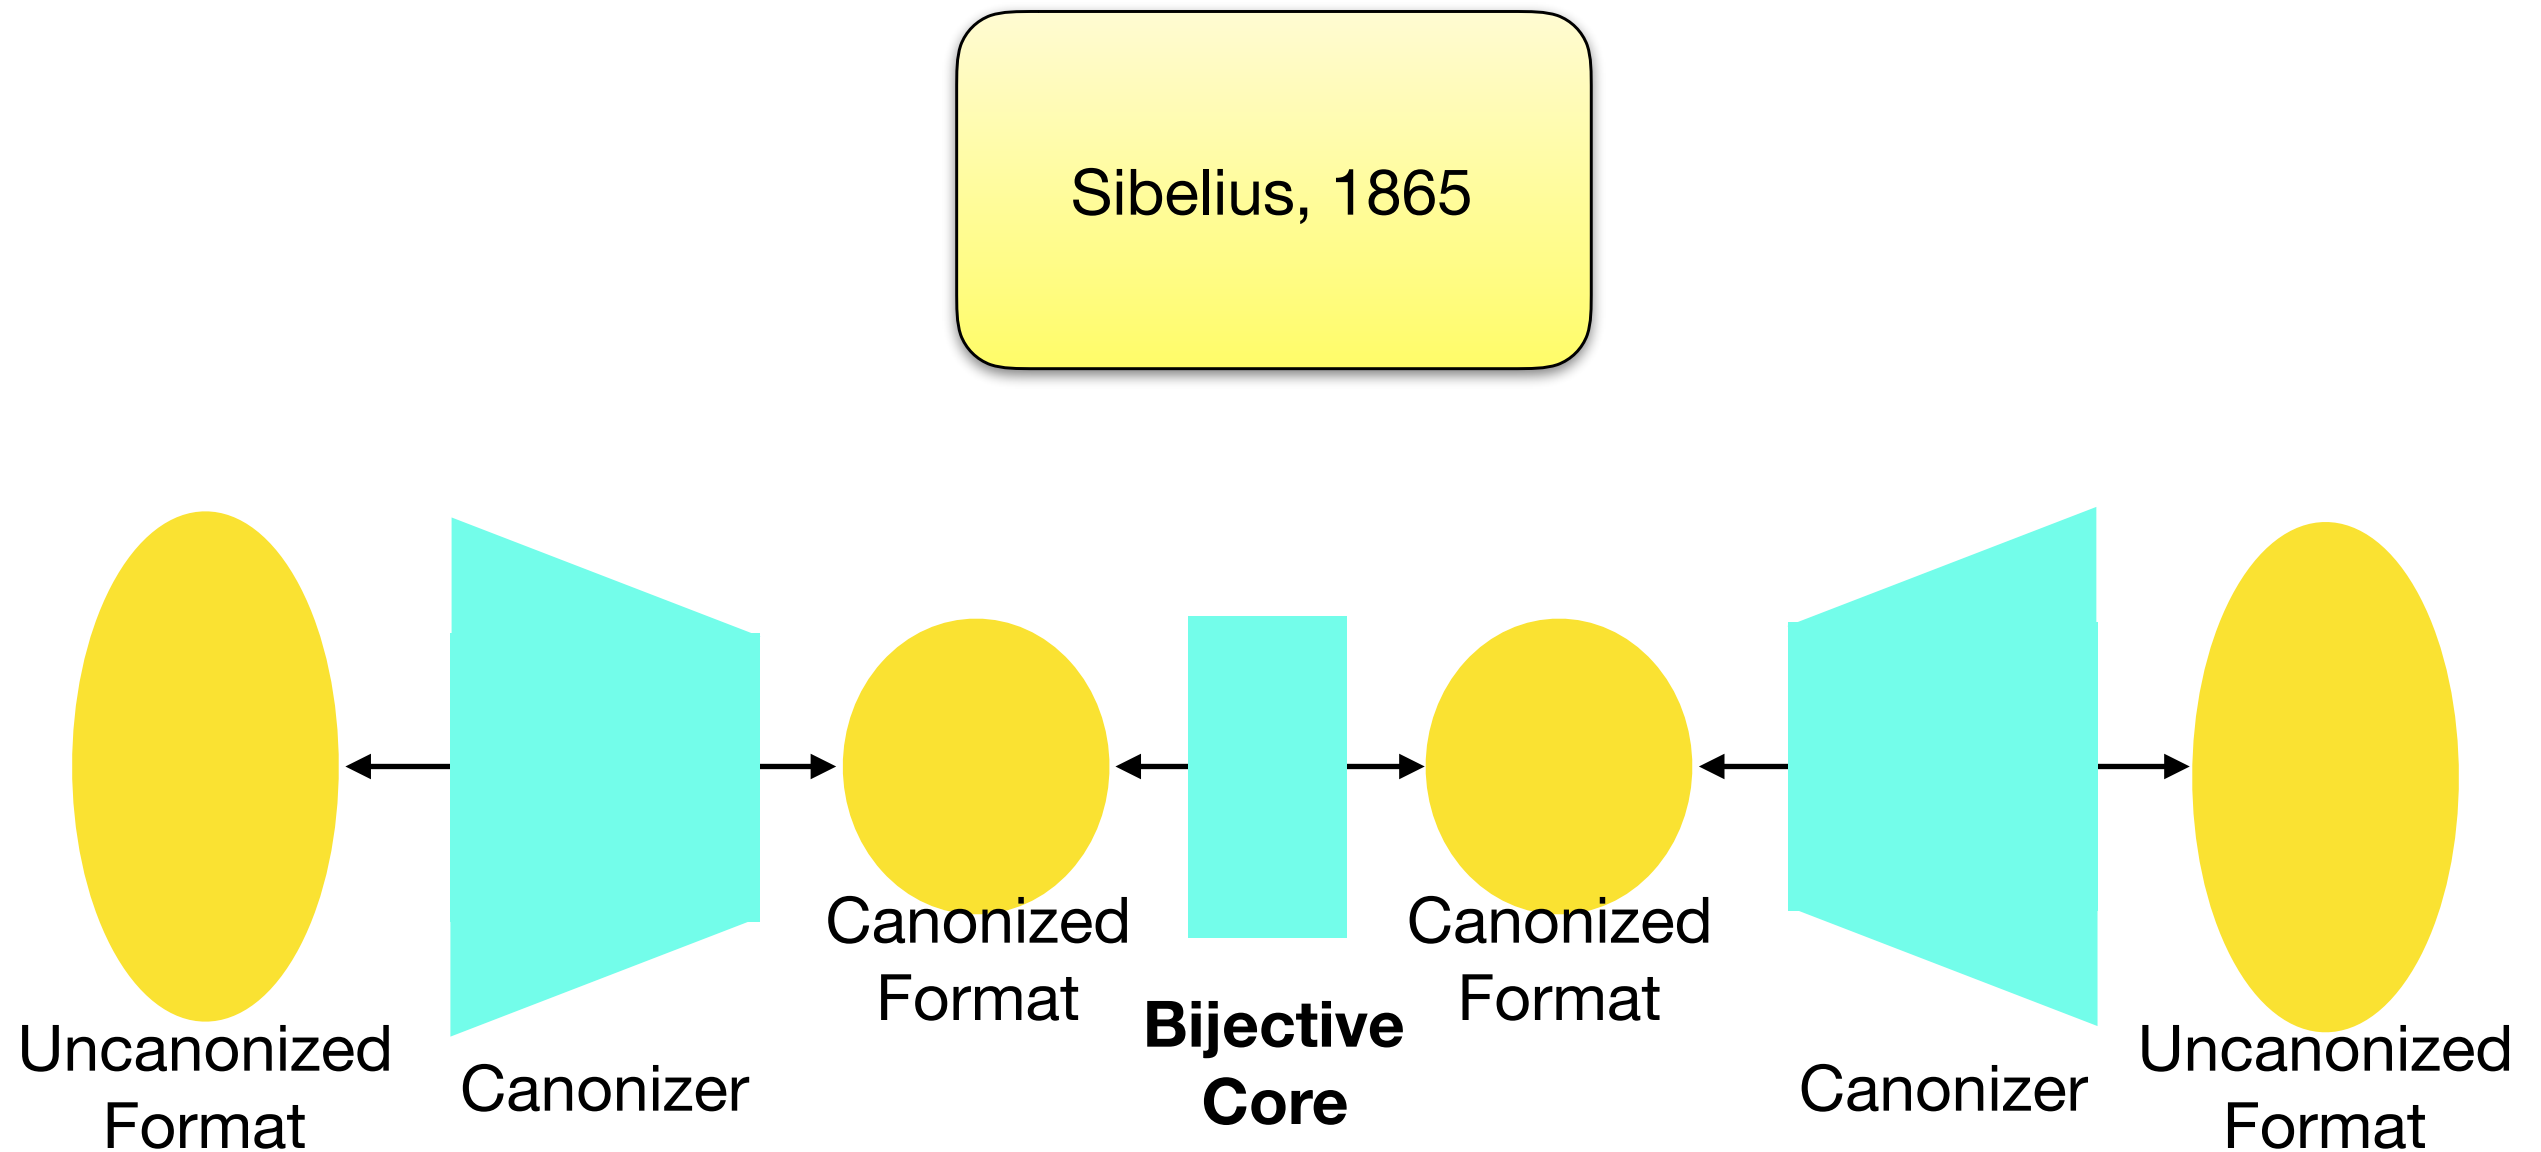 Sibelius, 1865
Uncanonized
Format
Canonizer
Canonized
Format
Bijective
Core
Canonized
Format
Canonizer
Uncanonized
Format